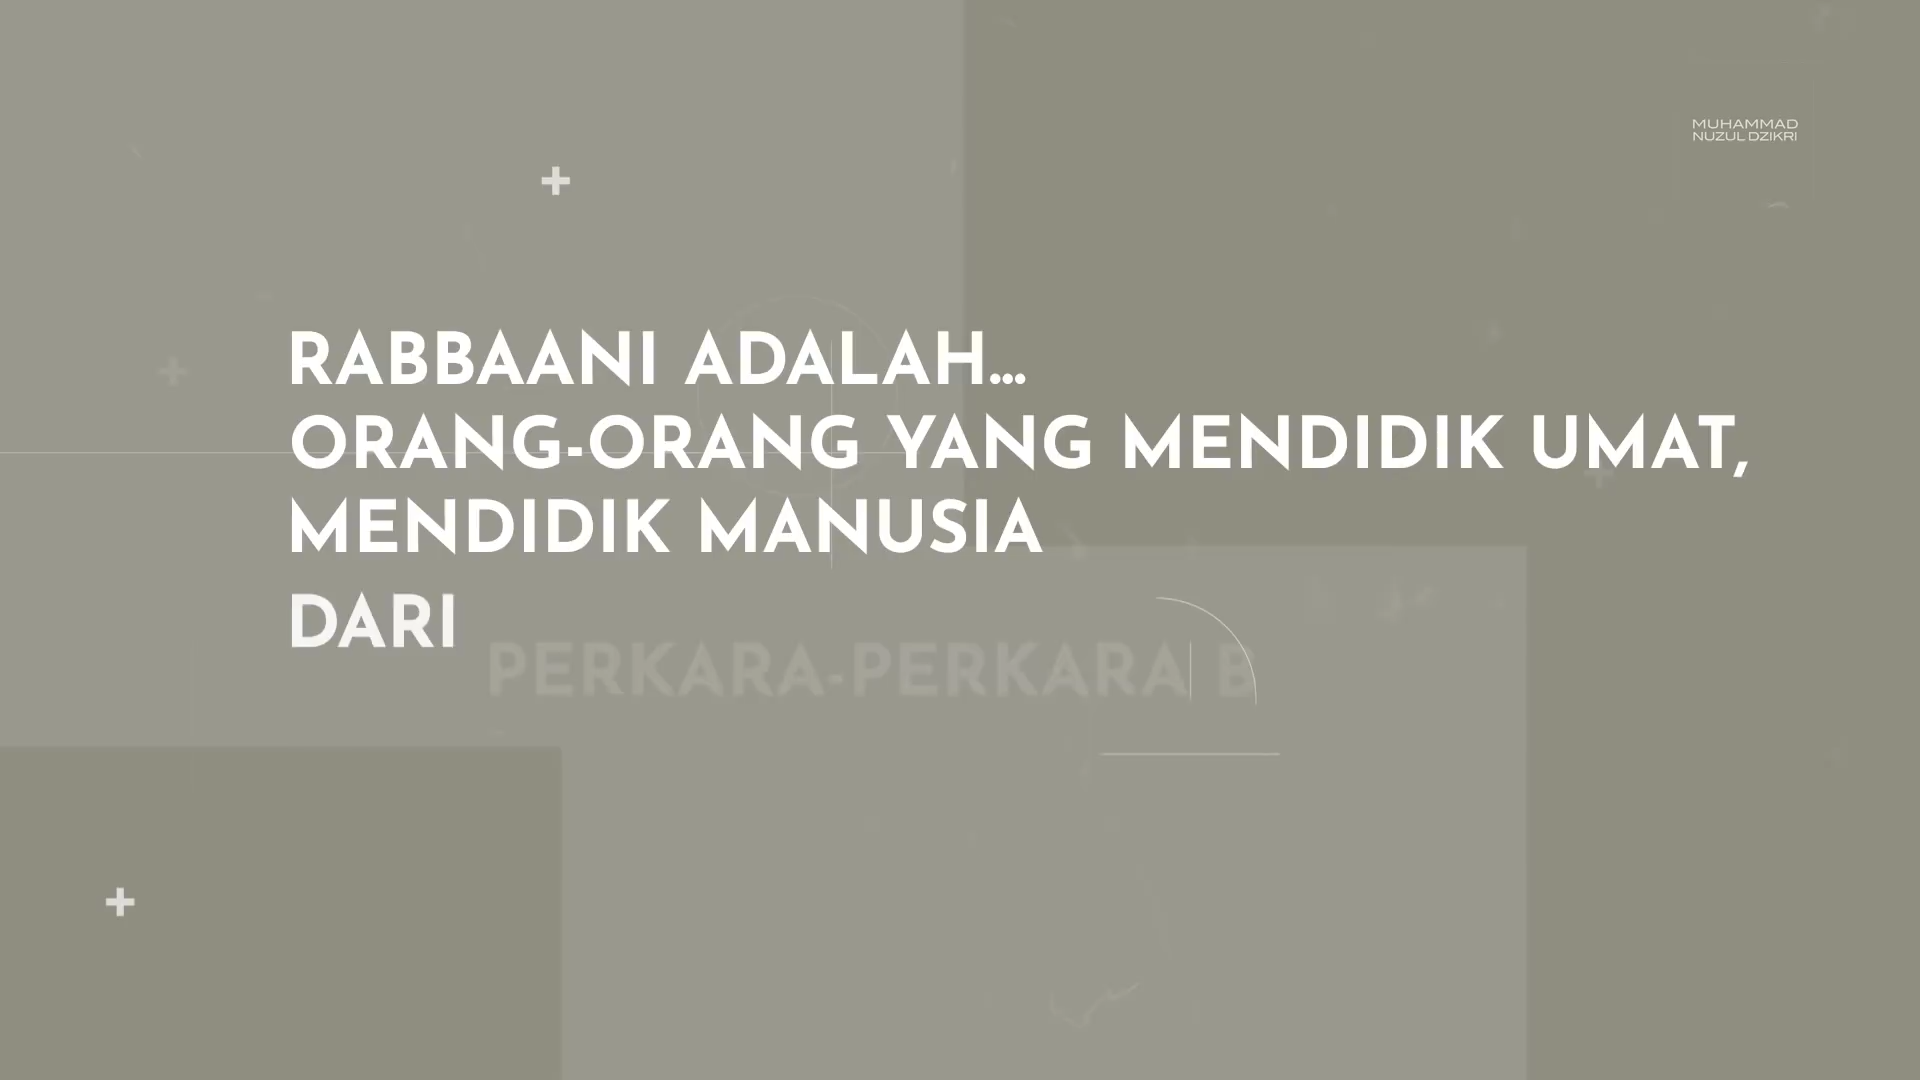 MUHAMMAD
NUZUL DZIKRI
RABBAANI ADALAH...
ORANG-ORANG YANG MENDIDIK UMAT,
MENDIDIK MANUSIA
DARI
PERKARA-PERKARA B